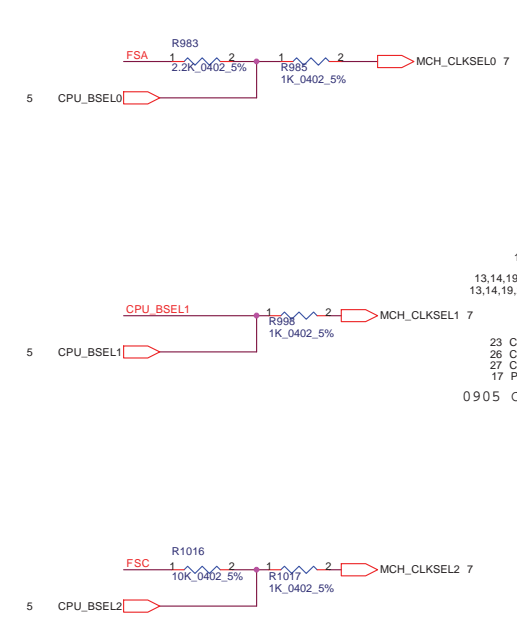 R983
FSA 1 2 1 2 MCH_CLKSEL0 7
2.2K_0402_5% R985
1K_0402_5%
5 CPU_BSEL0
13,14,19
13,14,19,
CPU_BSEL1 1 2 MCH_CLKSEL1 7
R998
1K_0402_5%
23 C
5 CPU_BSEL1 26 C
27 C
17 P
0905
R1016
FSC 1 2 1 2 MCH_CLKSEL2 7
10K_0402_5% R1017
1K_0402_5%
5 CPU_BSEL2